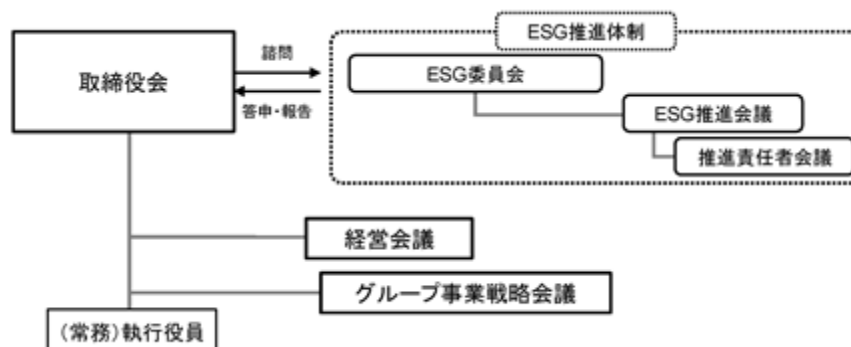 ESG推進体制
取締役会
諮問
答申・報告
ESG委員会
ESG推進会議
推進責任者会議
経営会議
グループ事業戦略会議
(常務)執行役員